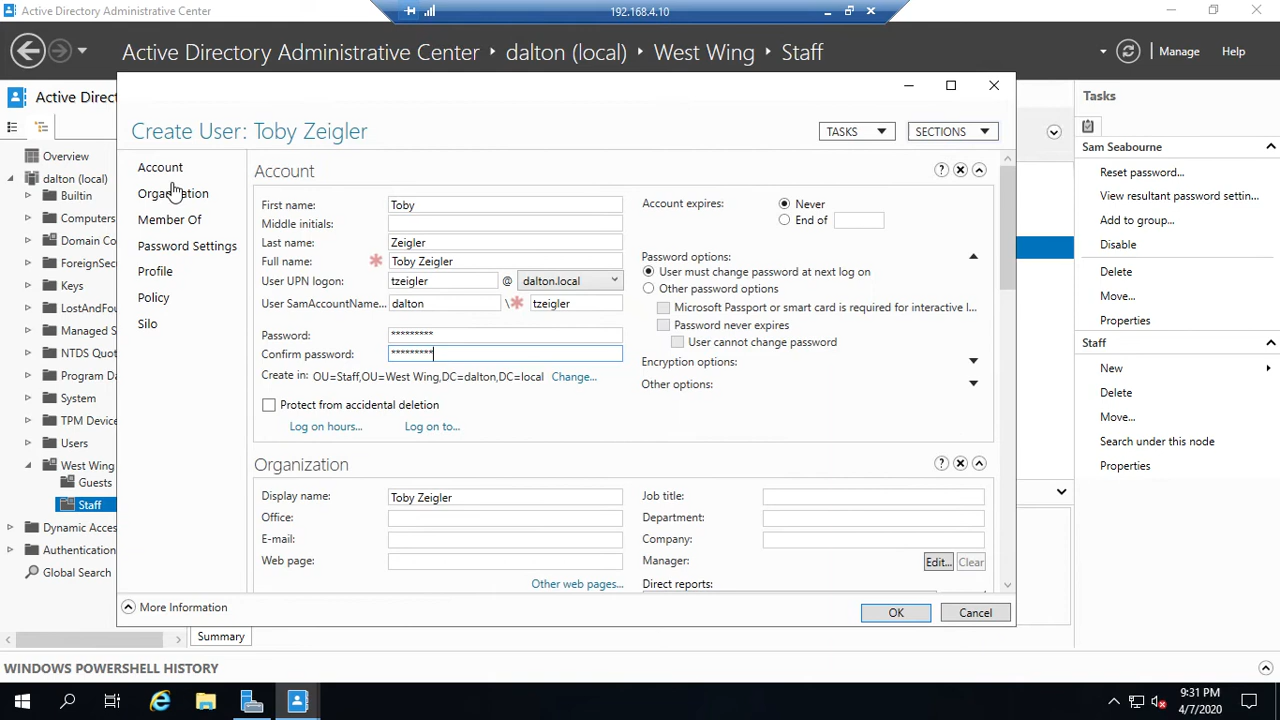 Active Directory Administrative Center
192.168.4.10
Active Directory Administrative Center › dalton (local) › West Wing › Staff
Manage
Help
Active Direct
Overview
dalton (local)
Builtin
Computers
Domain Co
ForeignSec
Keys
LostAndFou
Managed S
NTDS Quot
Program Da
System
TPM Device
Users
West Wing
Guests
Staff
Dynamic Acces
Authentication
Global Search
Create User: Toby Zeigler
TASKS
SECTIONS
Account
Organization
Member Of
Password Settings
Profile
Policy
Silo
Account
First name:
Toby
Middle initials:
Last name:
Zeigler
Full name:
* Toby Zeigler
User UPN logon:
tzeigler
@
dalton.local
User SamAccountName...
dalton
\* tzeigler
Password:
*********
Confirm password:
*********
Create in:
OU=Staff,OU=West Wing,DC=dalton,DC=local
Change...
Protect from accidental deletion
Log on hours...
Log on to...
Account expires:
Never
End of
Password options:
User must change password at next log on
Other password options
Microsoft Passport or smart card is required for interactive l...
Password never expires
User cannot change password
Encryption options:
Other options:
Organization
Display name:
Toby Zeigler
Office:
E-mail:
Web page:
Other web pages...
Job title:
Department:
Company:
Manager:
Edit...
Clear
Direct reports:
More Information
OK
Cancel
Summary
Tasks
Sam Seabourne
Reset password...
View resultant password settin...
Add to group...
Disable
Delete
Move...
Properties
Staff
New
Delete
Move...
Search under this node
Properties
WINDOWS POWERSHELL HISTORY
9:31 PM
4/7/2020